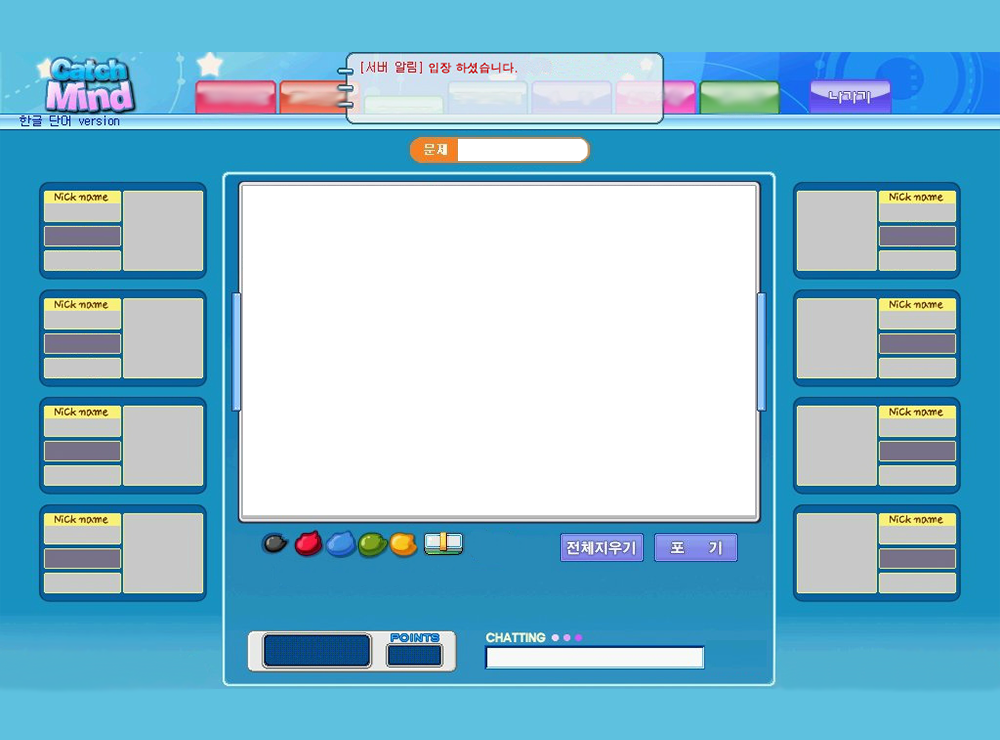 Catch
Mind
한글 단어 version
[서버 알림] 입장 하셨습니다.
나가기
문제
Nick name
Nick name
Nick name
Nick name
Nick name
Nick name
Nick name
Nick name
전체지우기
포 기
POINTS
CHATTING